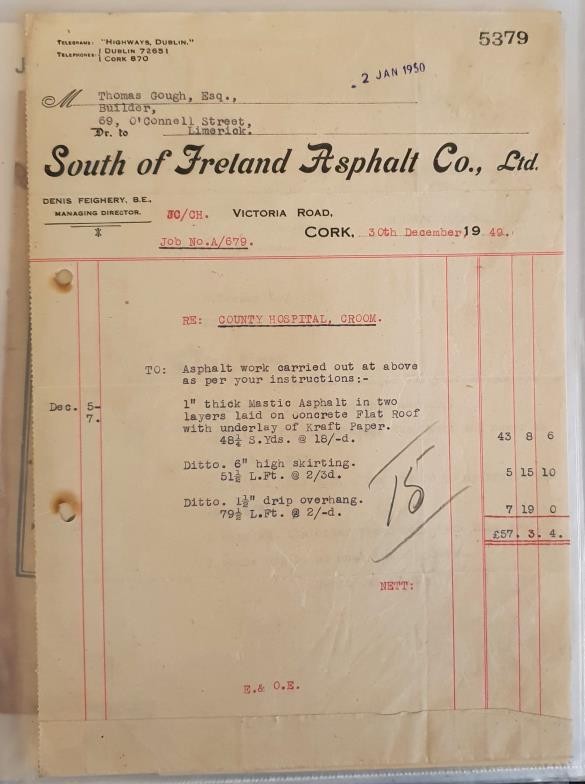 5379
Telegrams: "Highways, Dublin."
Telephones: Dublin 72651
Cork 870
- 2 JAN 1950
M Thomas Gough, Esq.,
Builder,
69, O'Connell Street,
Dr. to Limerick.
South of Ireland Asphalt Co., Ltd.
DENIS FEIGHERY, B.E.,
MANAGING DIRECTOR.
JC/CH. VICTORIA ROAD,
CORK, 30th December, 19 49.
Job No.A/679.
RE: COUNTY HOSPITAL, CROOM.
TO: Asphalt work carried out at above
as per your instructions:-
Dec. 5- 1" thick Mastic Asphalt in two
7. layers laid on Concrete Flat Roof
with underlay of Kraft Paper.
48¼ S.Yds. @ 18/-d. 43 8 6
Ditto. 6" high skirting.
51½ L.Ft. @ 2/3d. 5 15 10
Ditto. 1½" drip overhang.
79½ L.Ft. @ 2/-d. 7 19 0
£57. 3. 4.
15
NETT:
E.& O.E.